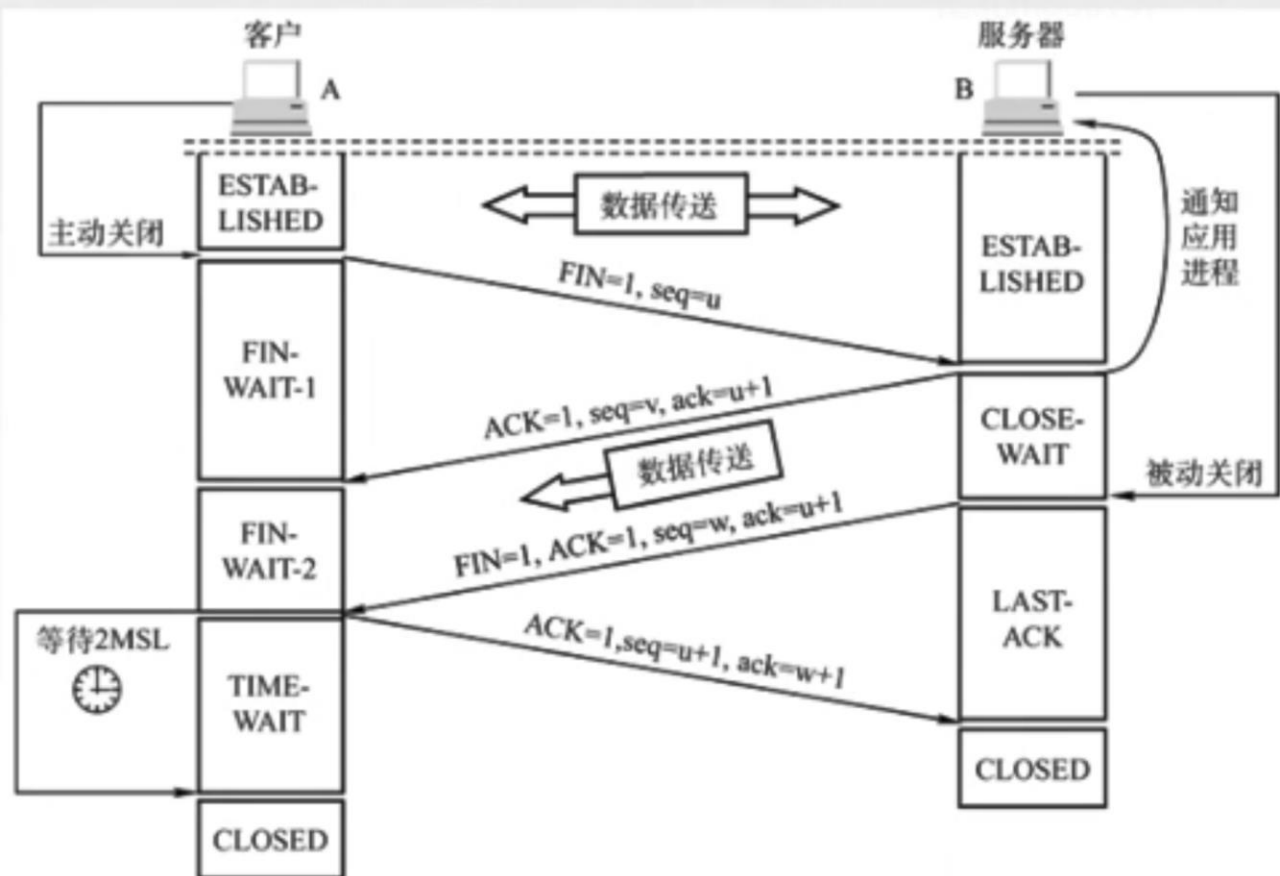 客户
服务器
A
B
ESTAB-
LISHED
数据传送
主动关闭
ESTAB-
LISHED
通知
应用
进程
FIN=1, seq=u
FIN-
WAIT-1
ACK=1, seq=v, ack=u+1
CLOSE-
WAIT
数据传送
被动关闭
FIN-
WAIT-2
FIN=1, ACK=1, seq=w, ack=u+1
LAST-
ACK
等待2MSL
ACK=1,seq=u+1, ack=w+1
TIME-
WAIT
CLOSED
CLOSED